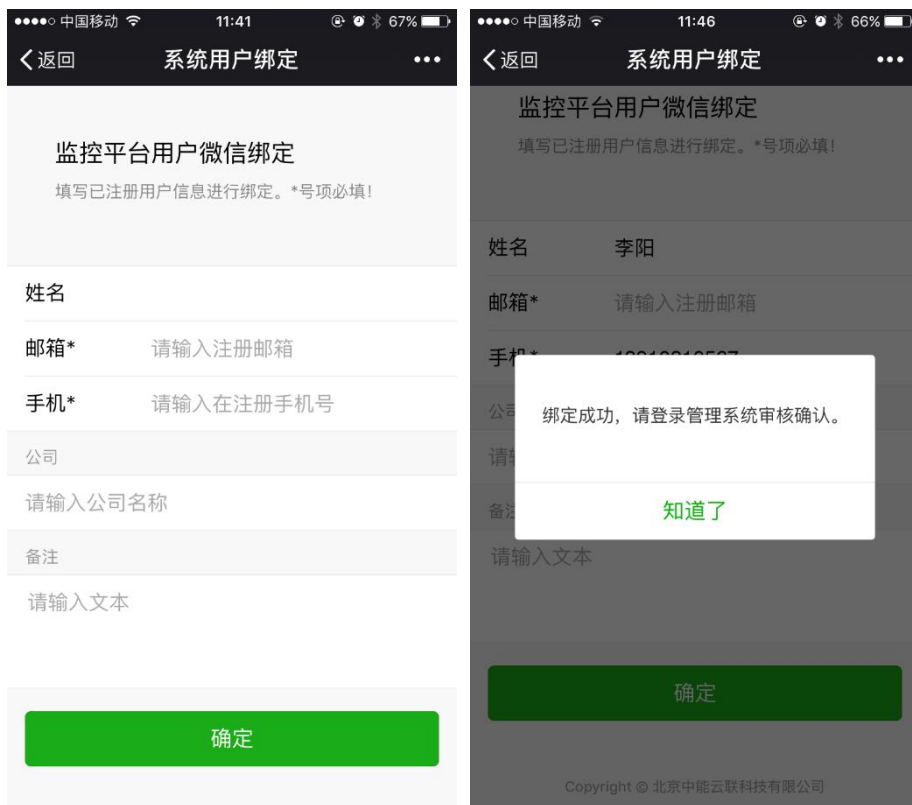 中国移动 11:41 67%
返回 系统用户绑定
监控平台用户微信绑定
填写已注册用户信息进行绑定。*号项必填!
姓名
邮箱* 请输入注册邮箱
手机* 请输入在注册手机号
公司
请输入公司名称
备注
请输入文本
确定
中国移动 11:46 66%
返回 系统用户绑定
监控平台用户微信绑定
填写已注册用户信息进行绑定。*号项必填!
姓名 李阳
邮箱* 请输入注册邮箱
手机*
公司
绑定成功，请登录管理系统审核确认。
请
知道了
备注
请输入文本
确定
Copyright © 北京中能云联科技有限公司